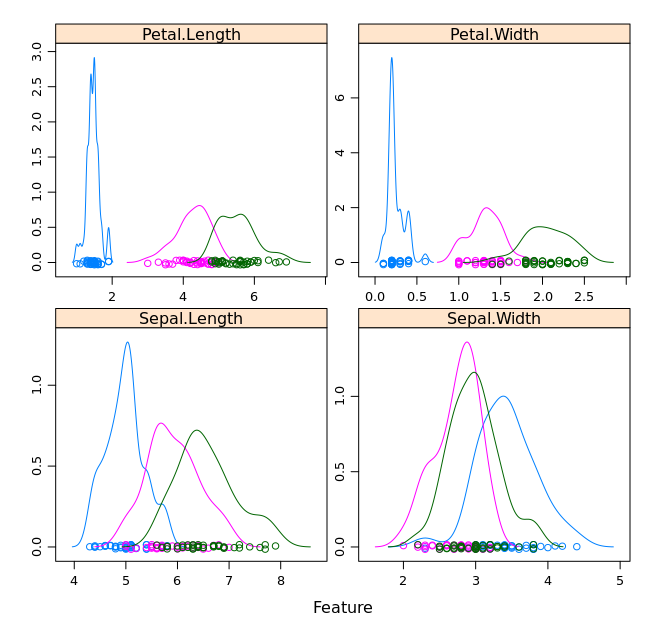 Petal.Length
Petal.Width
0.0 0.5 1.0 1.5 2.0 2.5 3.0
2 4 6
0 2 4 6
0.0 0.5 1.0 1.5 2.0 2.5
Sepal.Length
Sepal.Width
0.0 0.5 1.0
4 5 6 7 8
0.0 0.5 1.0
2 3 4 5
Feature